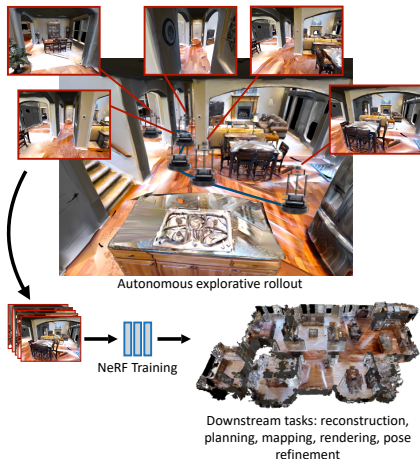 Autonomous explorative rollout
NeRF Training
Downstream tasks: reconstruction,
planning, mapping, rendering, pose
refinement